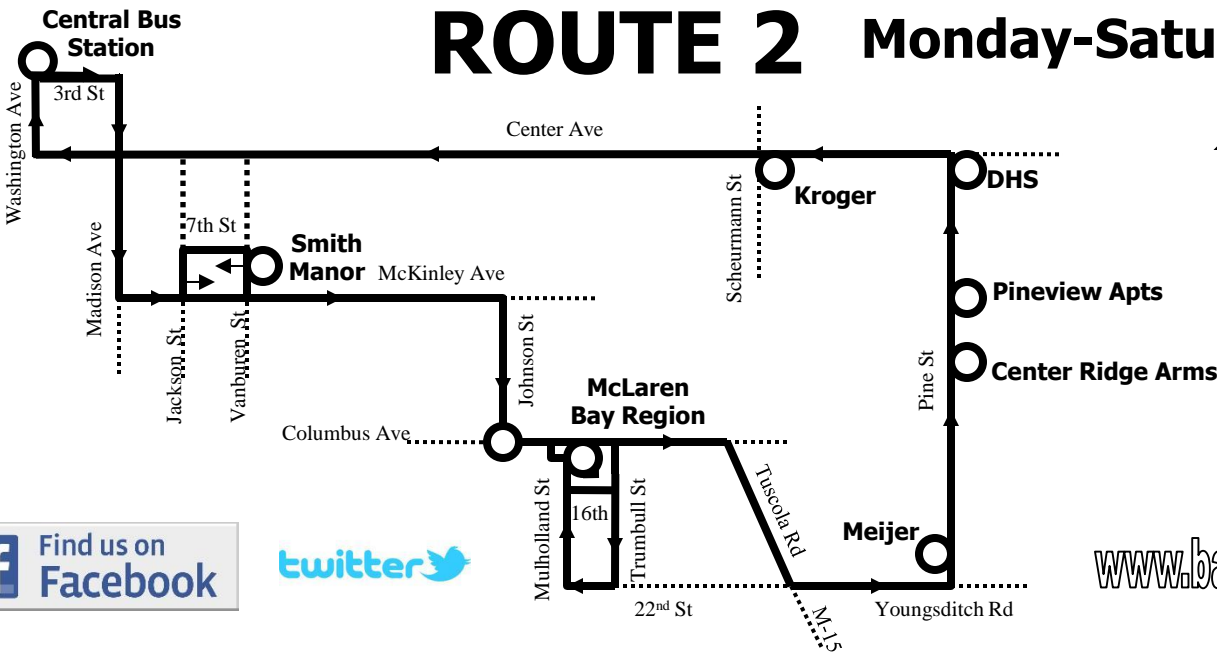 Central Bus
Station
ROUTE 2
Monday-Satu
3rd St
Washington Ave
Center Ave
Madison Ave
7th St
Smith
Manor
McKinley Ave
Jackson St
Vanburen St
Scheurmann St
Kroger
DHS
Pineview Apts
Center Ridge Arms
Pine St
Johnson St
McLaren
Bay Region
Columbus Ave
Mulholland St
16th
Trumbull St
Tuscola Rd
Meijer
22nd St
M-15
Youngsditch Rd
Find us on
Facebook
twitter
www.ba